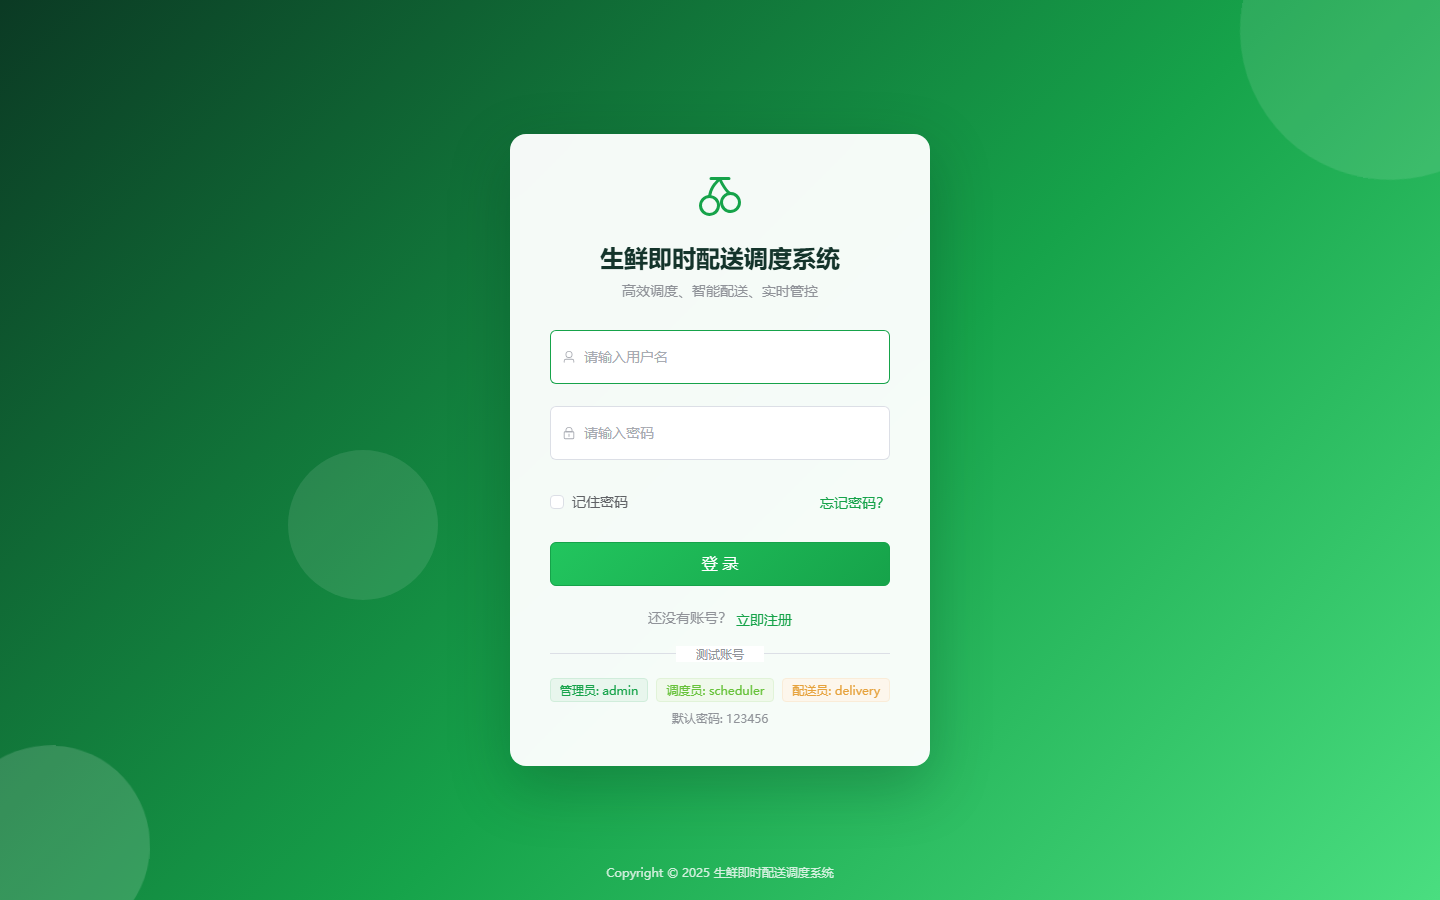 生鲜即时配送调度系统
高效调度、智能配送、实时管控
请输入用户名
请输入密码
记住密码 忘记密码?
登 录
还没有账号? 立即注册
测试账号
管理员: admin 调度员: scheduler 配送员: delivery
默认密码: 123456
Copyright © 2025 生鲜即时配送调度系统